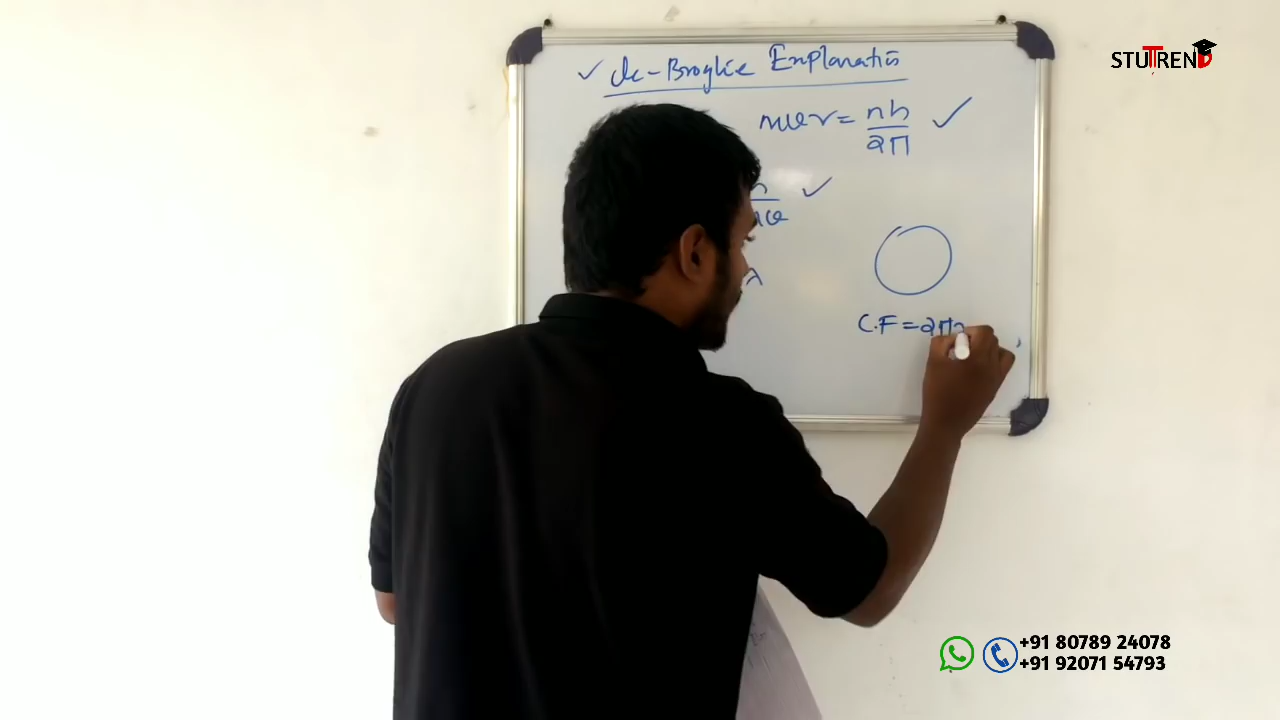 ✓ de-Broglie Explanation
mvr = nh/2π ✓
✓
λ
C.F = 2π
STUTREND
+91 80789 24078
+91 92071 54793